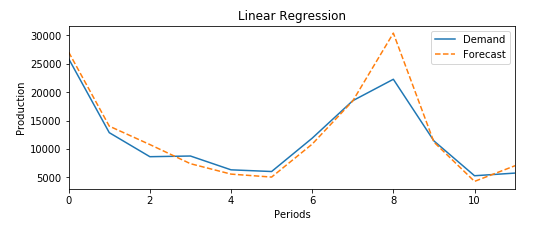 Linear Regression
Demand
Forecast
30000
25000
20000
15000
10000
5000
Production
0 2 4 6 8 10
Periods